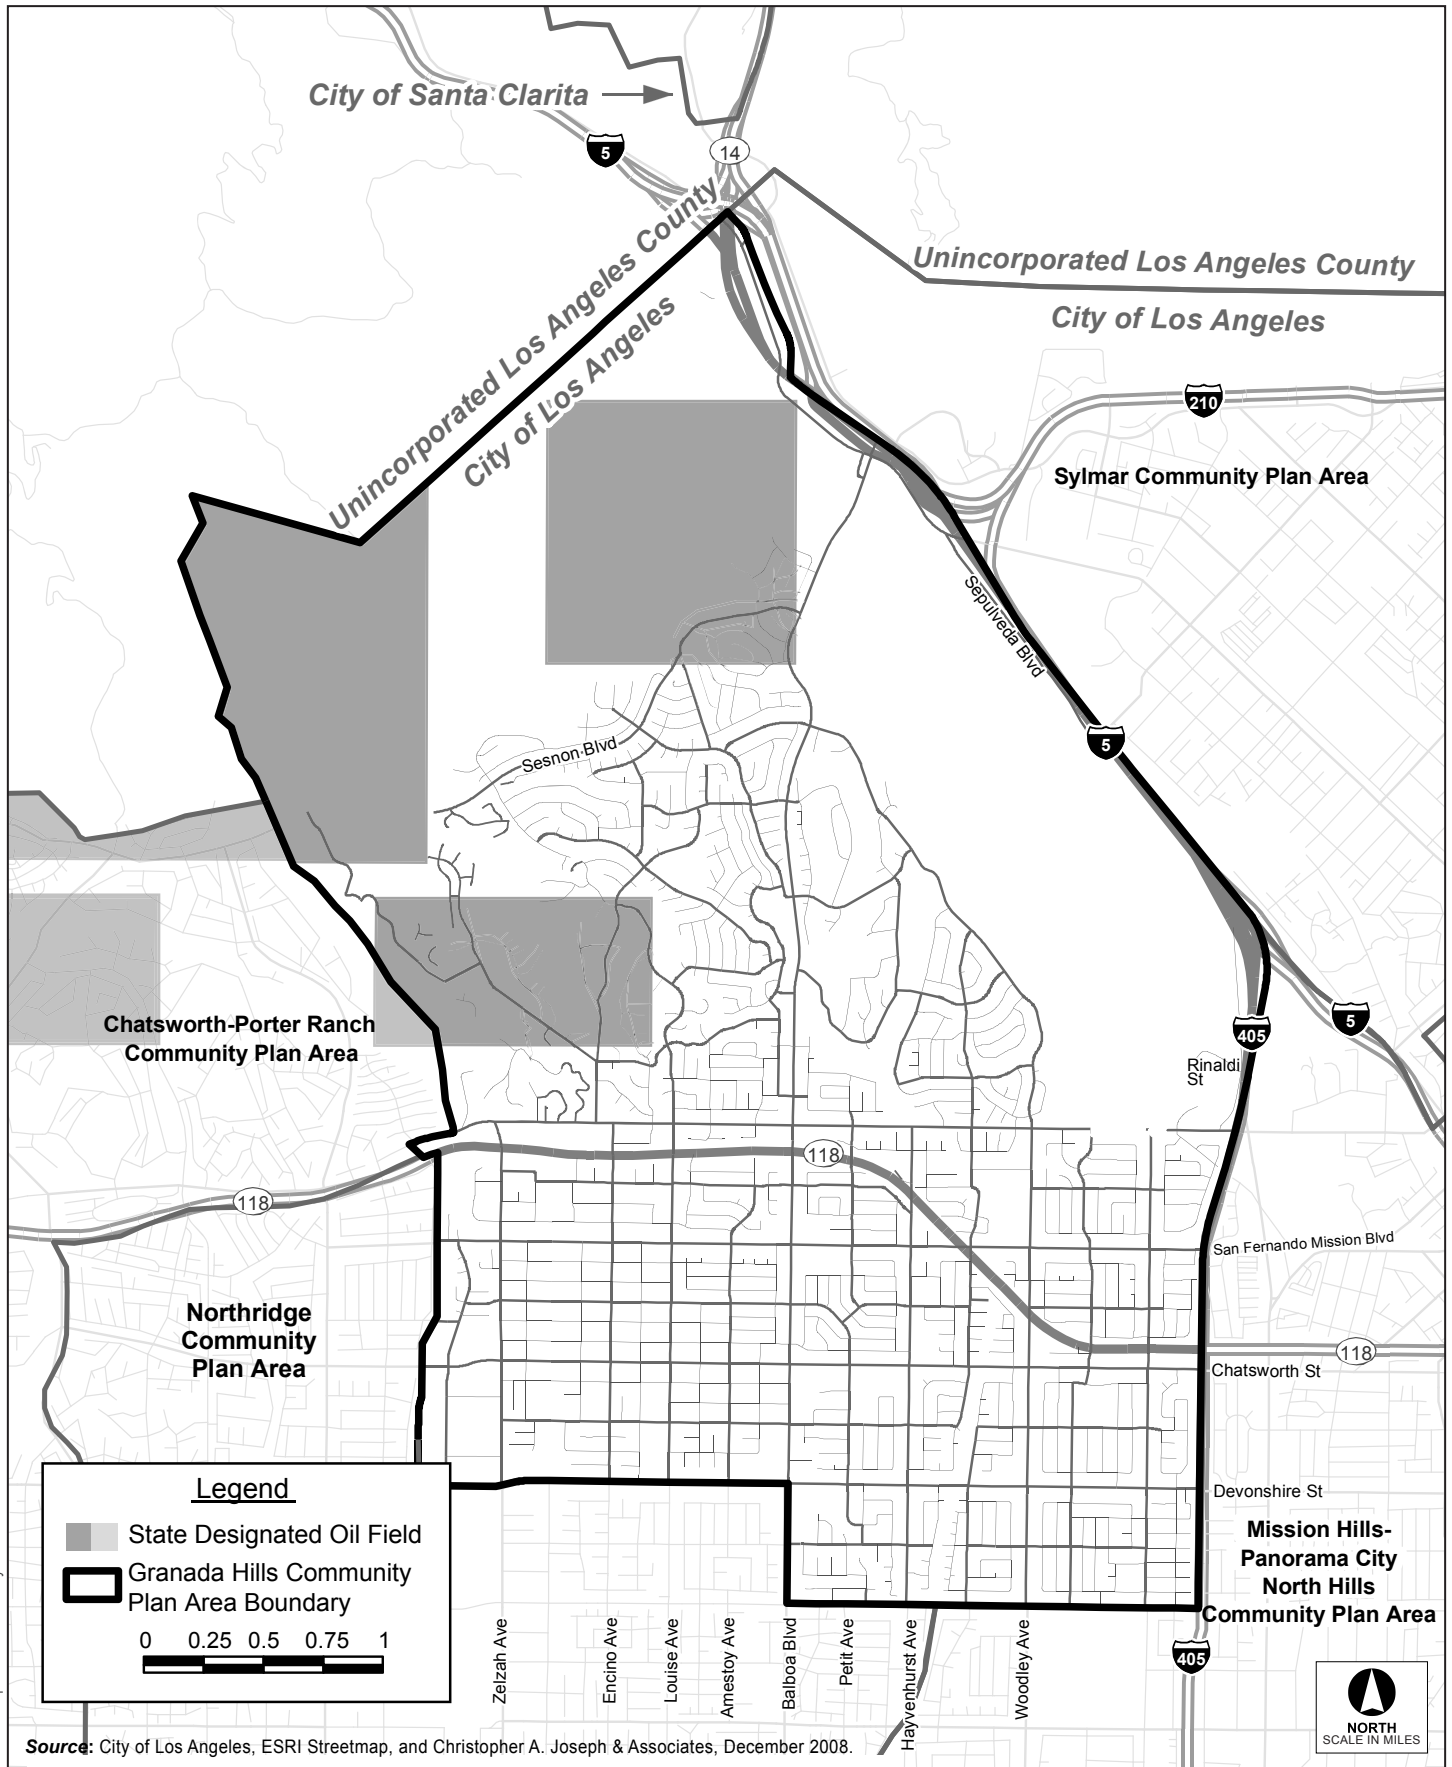 City of Santa Clarita
5
14
Unincorporated Los Angeles County
City of Los Angeles
Unincorporated Los Angeles County
City of Los Angeles
210
Sylmar Community Plan Area
Sepulveda Blvd
5
Sesnon Blvd
Chatsworth-Porter Ranch
Community Plan Area
5
405
Rinaldi
St
118
118
San Fernando Mission Blvd
Northridge
Community
Plan Area
118
Chatsworth St
Devonshire St
Mission Hills-
Panorama City
North Hills
Community Plan Area
405
Legend
State Designated Oil Field
Granada Hills Community
Plan Area Boundary
0 0.25 0.5 0.75 1
Zelzah Ave
Encino Ave
Louise Ave
Amestoy Ave
Balboa Blvd
Petit Ave
Hayvenhurst Ave
Woodley Ave
NORTH
SCALE IN MILES
Source: City of Los Angeles, ESRI Streetmap, and Christopher A. Joseph & Associates, December 2008.